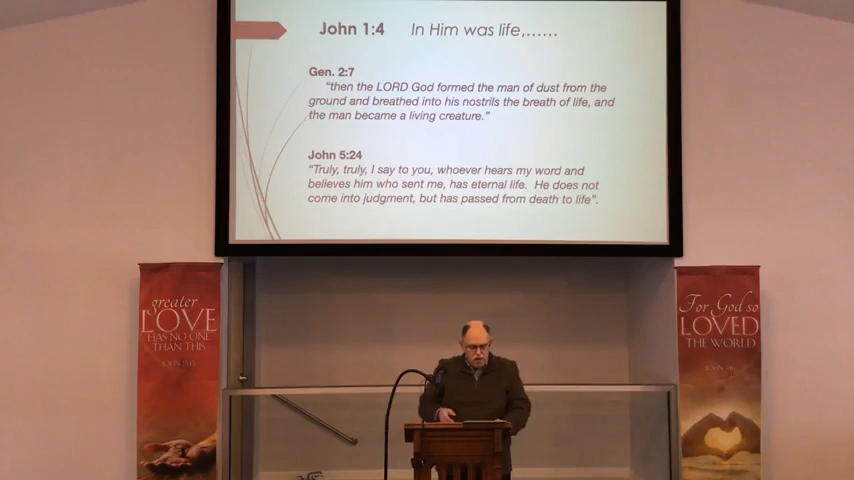 John 1:4 In Him was life,......
Gen. 2:7
"then the LORD God formed the man of dust from the
ground and breathed into his nostrils the breath of life, and
the man became a living creature."
John 5:24
"Truly, truly, I say to you, whoever hears my word and
believes him who sent me, has eternal life. He does not
come into judgment, but has passed from death to life".
greater
LOVE
HAS NO ONE
THAN THIS
For God so
LOVED
THE WORLD